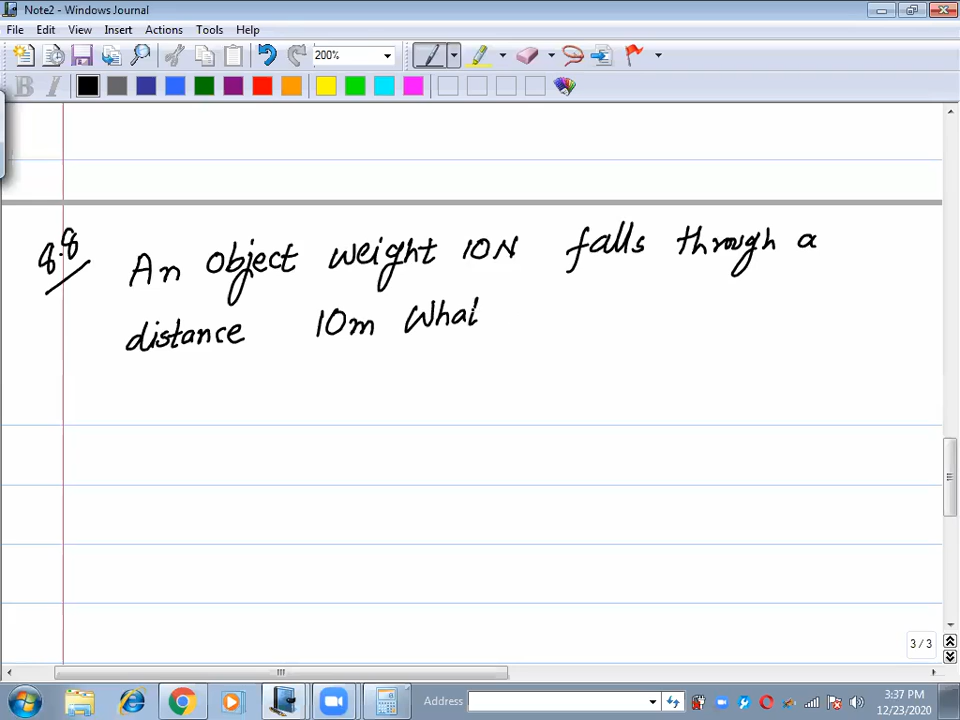 Note2 - Windows Journal
File Edit View Insert Actions Tools Help
200%
B I
8.8 An object weight 10N falls through a
distance 10m What
3 / 3
Address
3:37 PM
12/23/2020